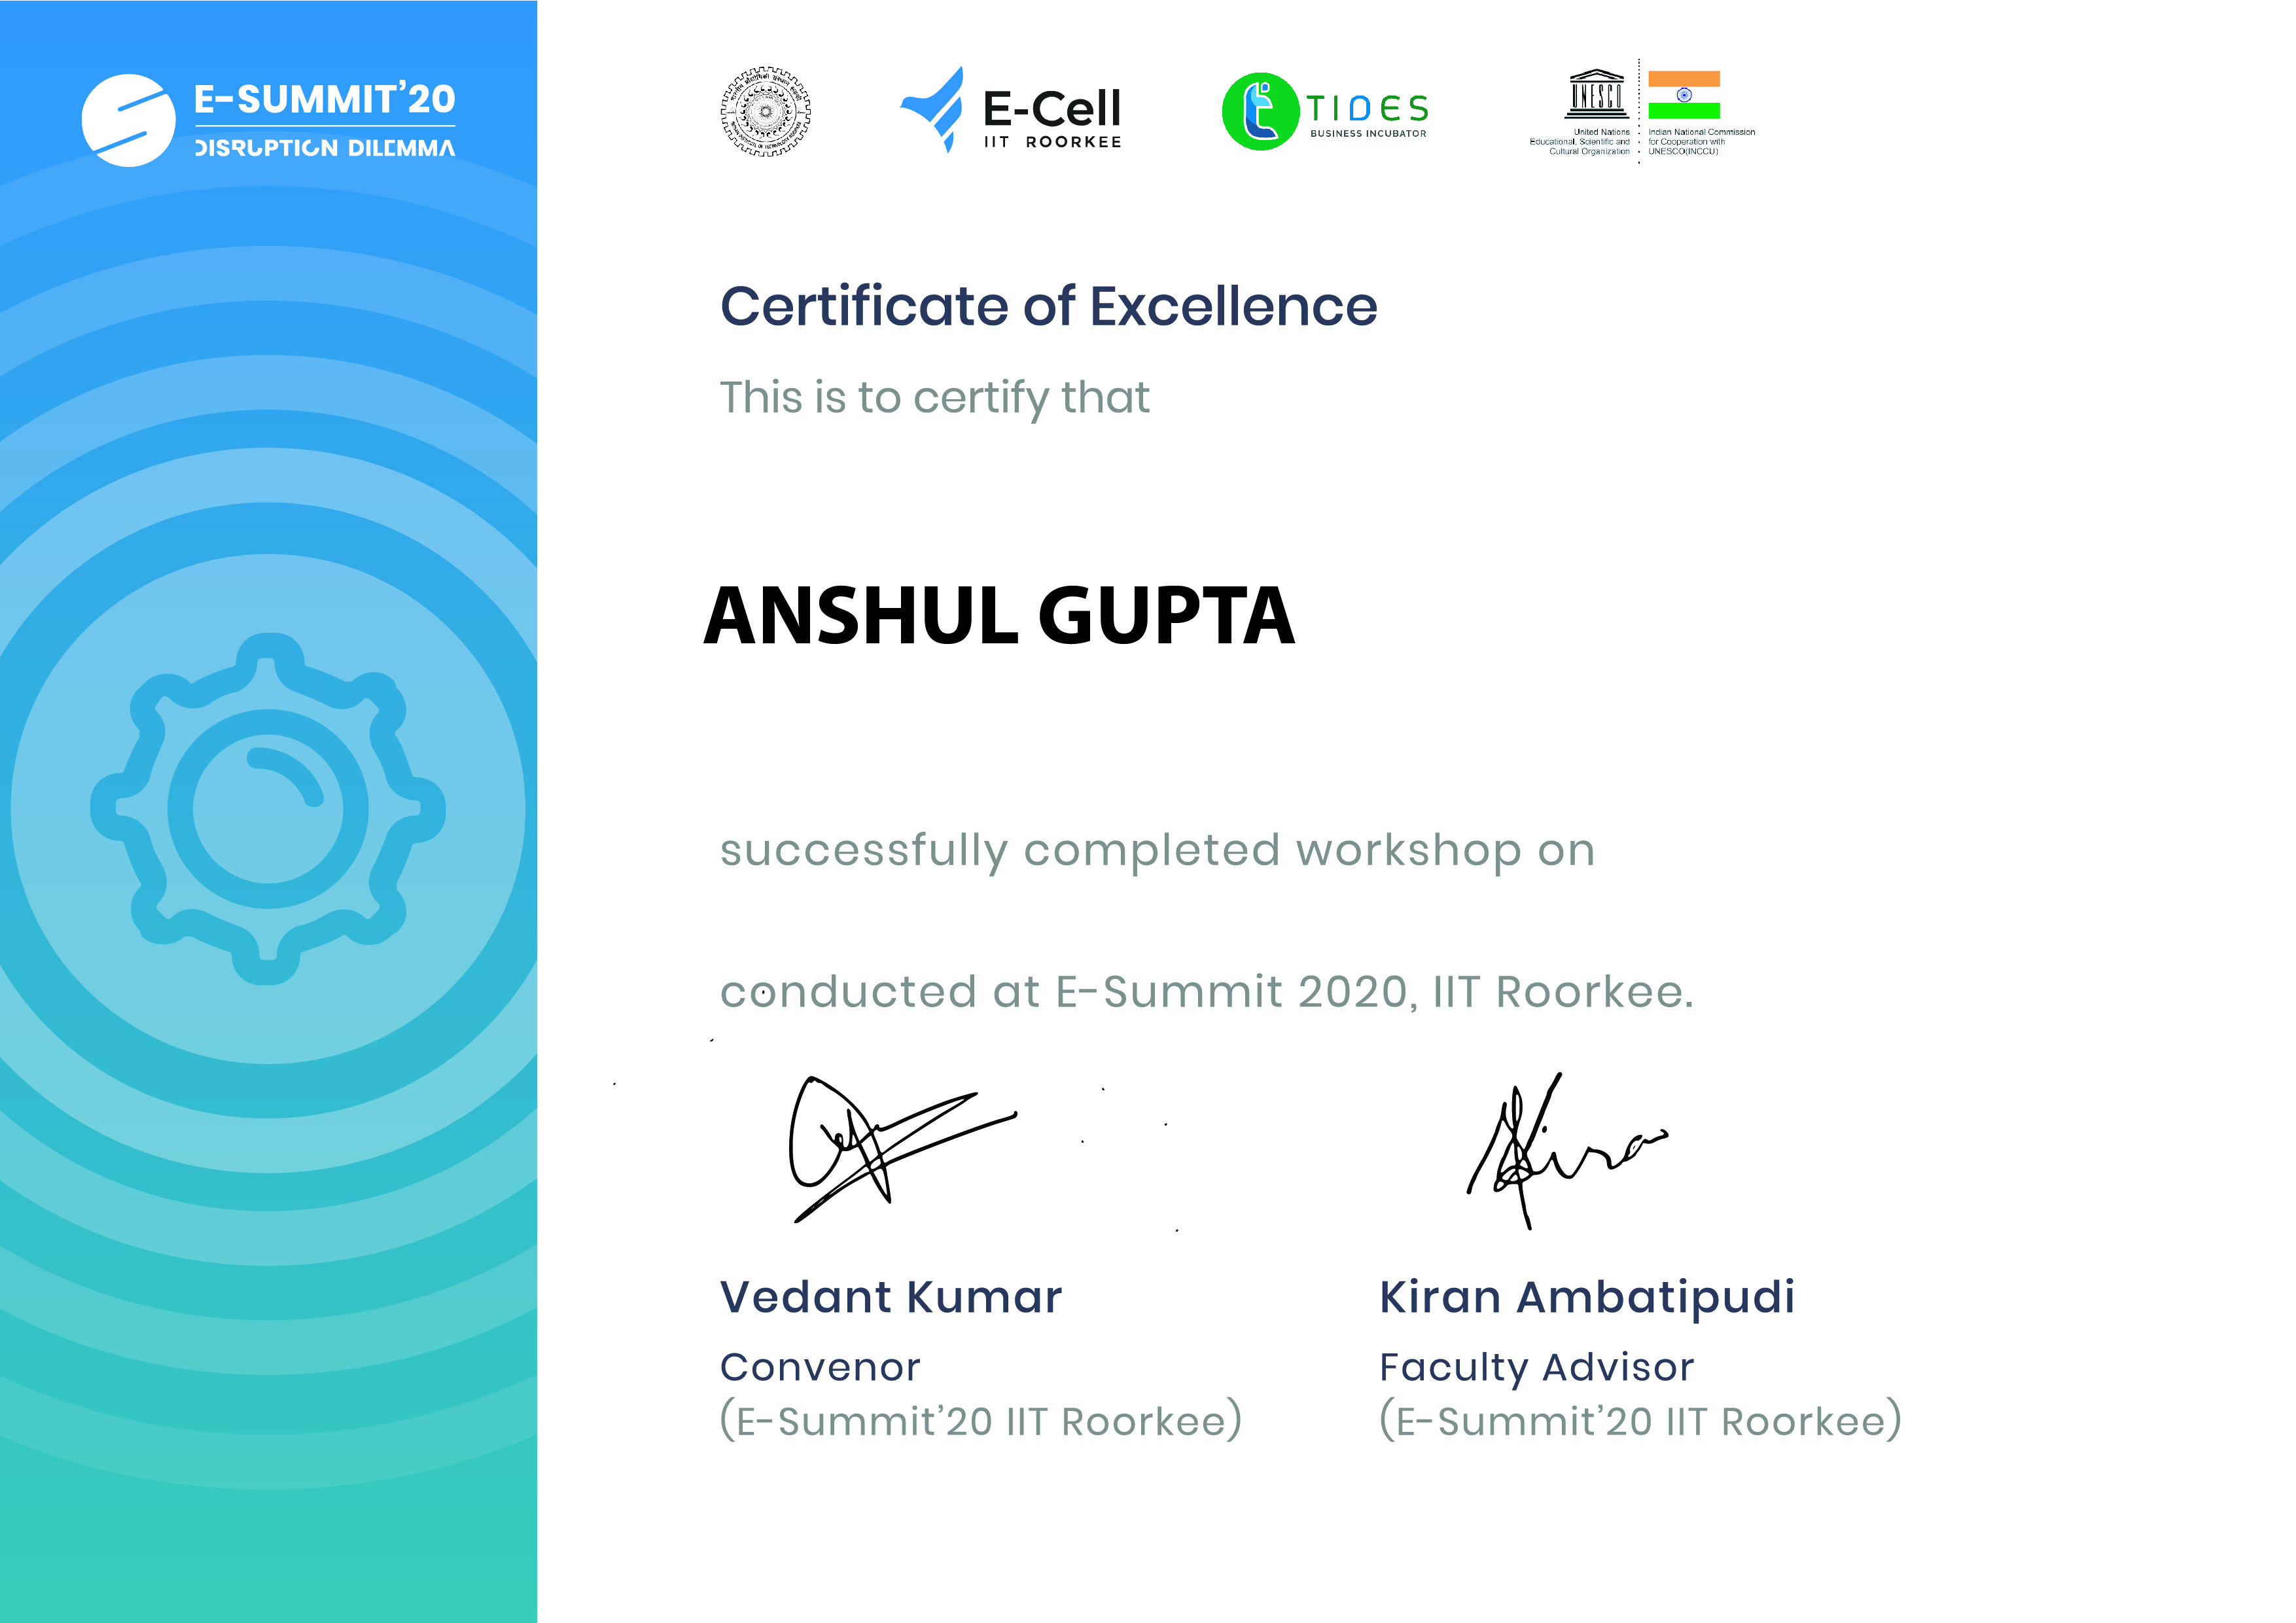 E-SUMMIT'20
DISRUPTION DILEMMA
E-Cell
IIT ROORKEE
TIDES
BUSINESS INCUBATOR
UNESCO
United Nations
Educational, Scientific and
Cultural Organization
Indian National Commission
for Cooperation with
UNESCO(INCCU)
Certificate of Excellence
This is to certify that
ANSHUL GUPTA
successfully completed workshop on
conducted at E-Summit 2020, IIT Roorkee.
Kiran
Vedant Kumar
Convenor
(E-Summit'20 IIT Roorkee)
Kiran Ambatipudi
Faculty Advisor
(E-Summit'20 IIT Roorkee)